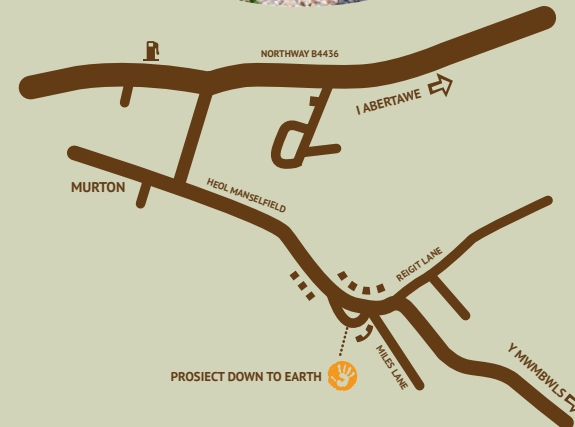 NORTHWAY B4436
I ABERTAWE
MURTON
HEOL MANSELFIELD
REIGIT LANE
MILES LANE
PROSIECT DOWN TO EARTH
Y MWMBWLS